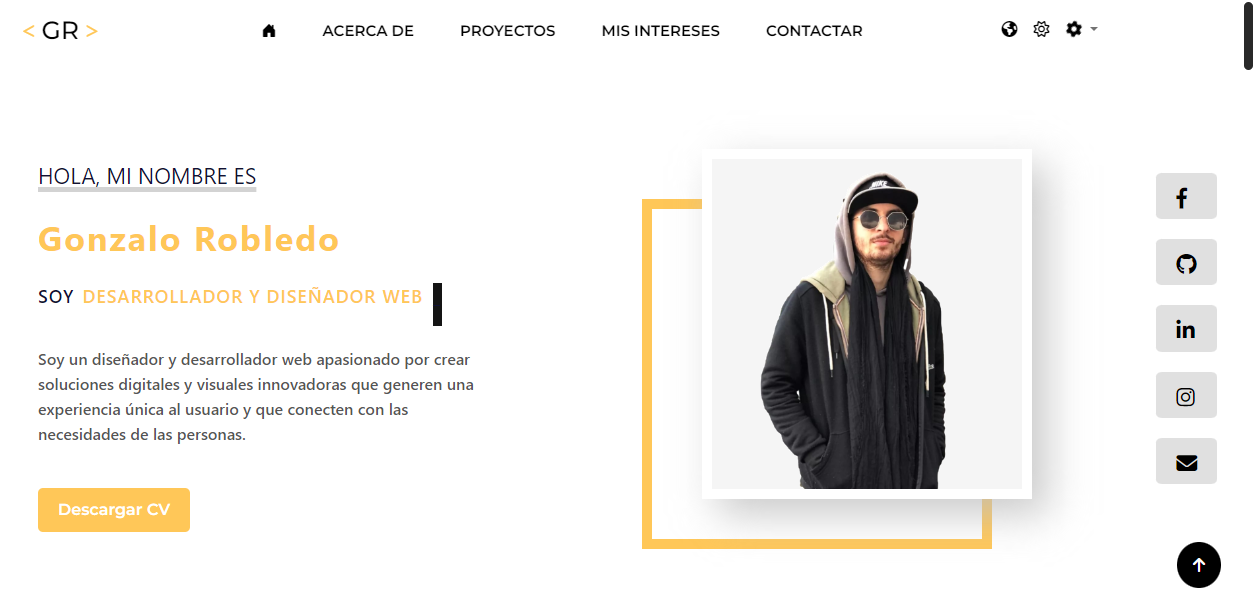 < GR >
ACERCA DE
PROYECTOS
MIS INTERESES
CONTACTAR
HOLA, MI NOMBRE ES
Gonzalo Robledo
SOY DESARROLLADOR Y DISEÑADOR WEB
Soy un diseñador y desarrollador web apasionado por crear
soluciones digitales y visuales innovadoras que generen una
experiencia única al usuario y que conecten con las
necesidades de las personas.
Descargar CV